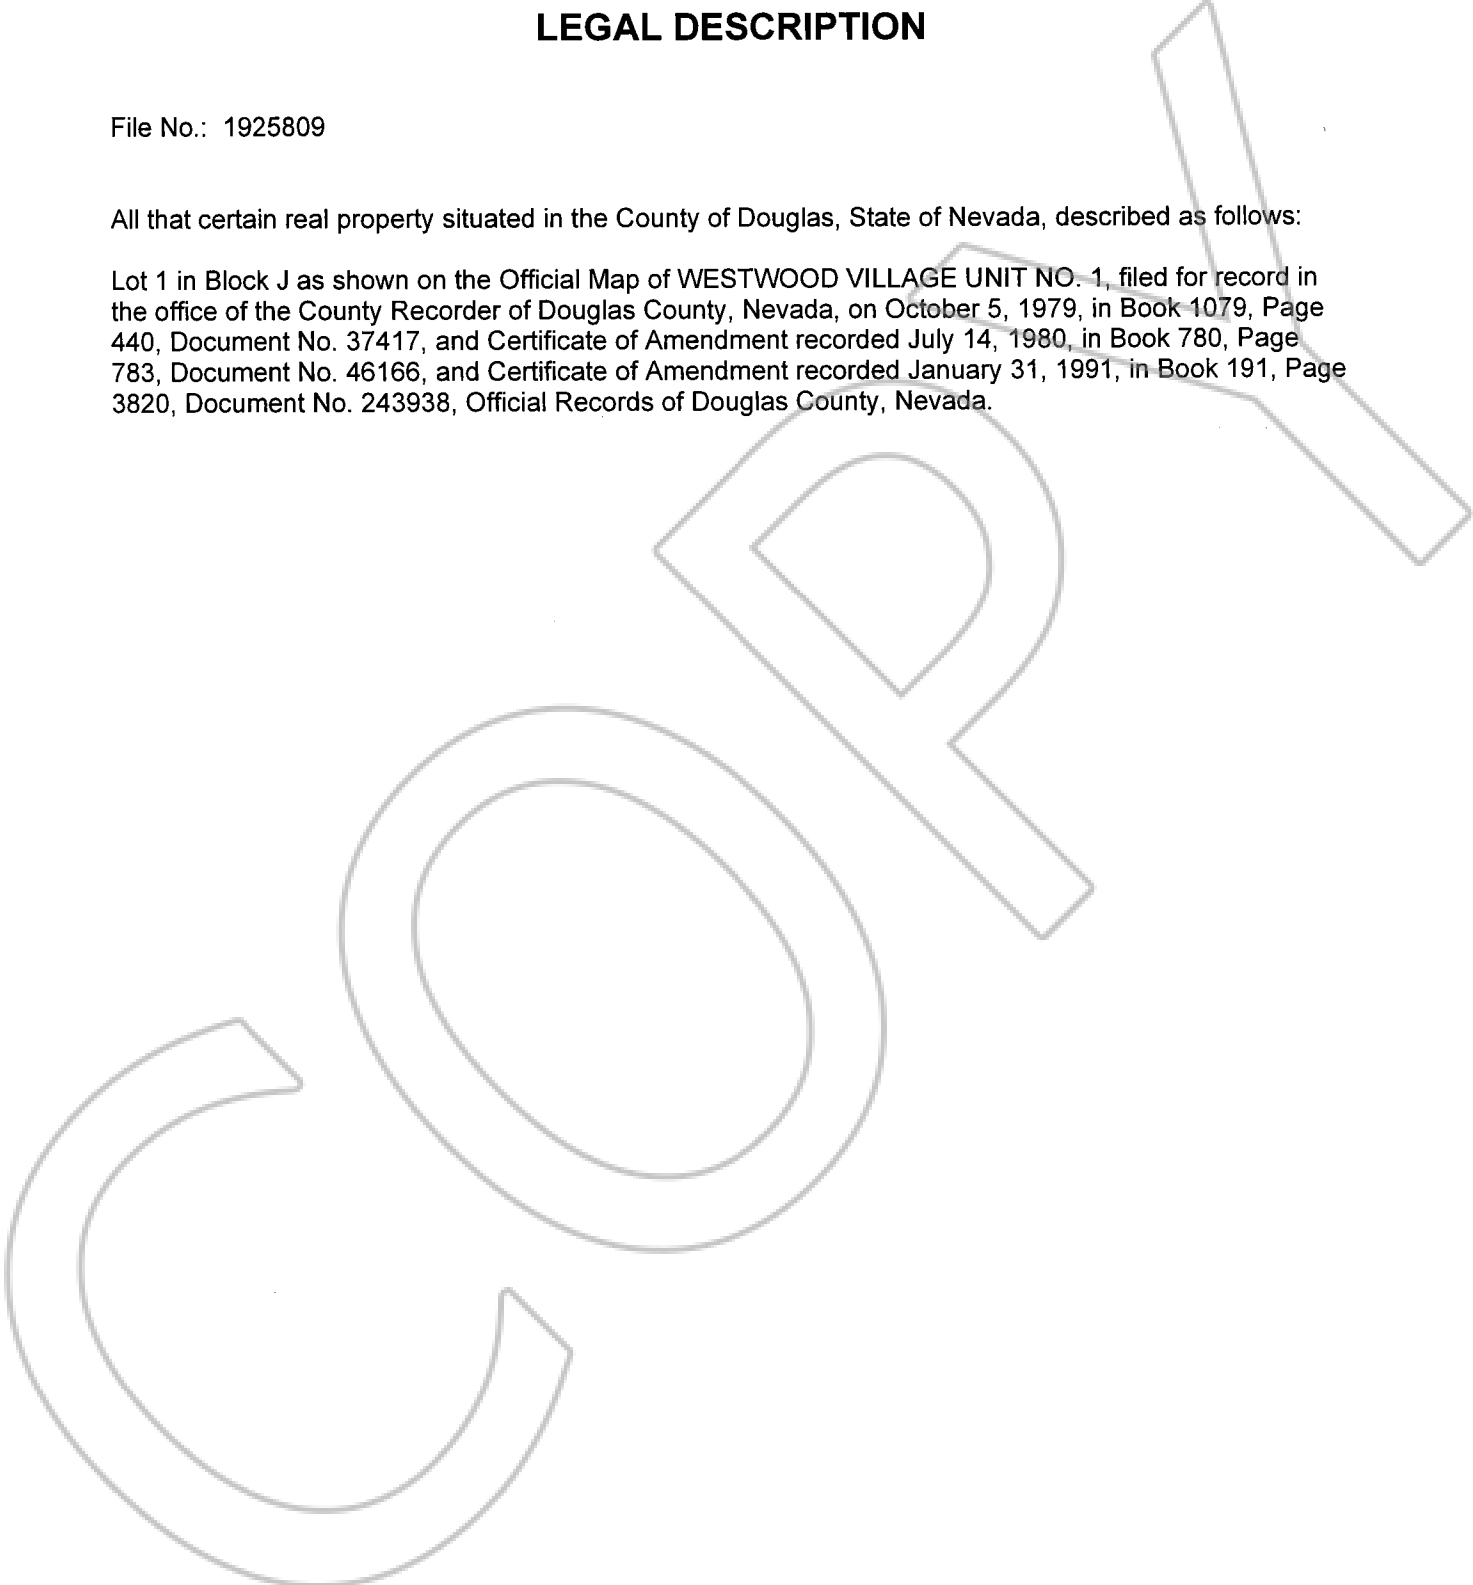 LEGAL DESCRIPTION
File No.: 1925809
All that certain real property situated in the County of Douglas, State of Nevada, described as follows:
Lot 1 in Block J as shown on the Official Map of WESTWOOD VILLAGE UNIT NO. 1, filed for record in
the office of the County Recorder of Douglas County, Nevada, on October 5, 1979, in Book 1079, Page
440, Document No. 37417, and Certificate of Amendment recorded July 14, 1980, in Book 780, Page
783, Document No. 46166, and Certificate of Amendment recorded January 31, 1991, in Book 191, Page
3820, Document No. 243938, Official Records of Douglas County, Nevada.
COPY